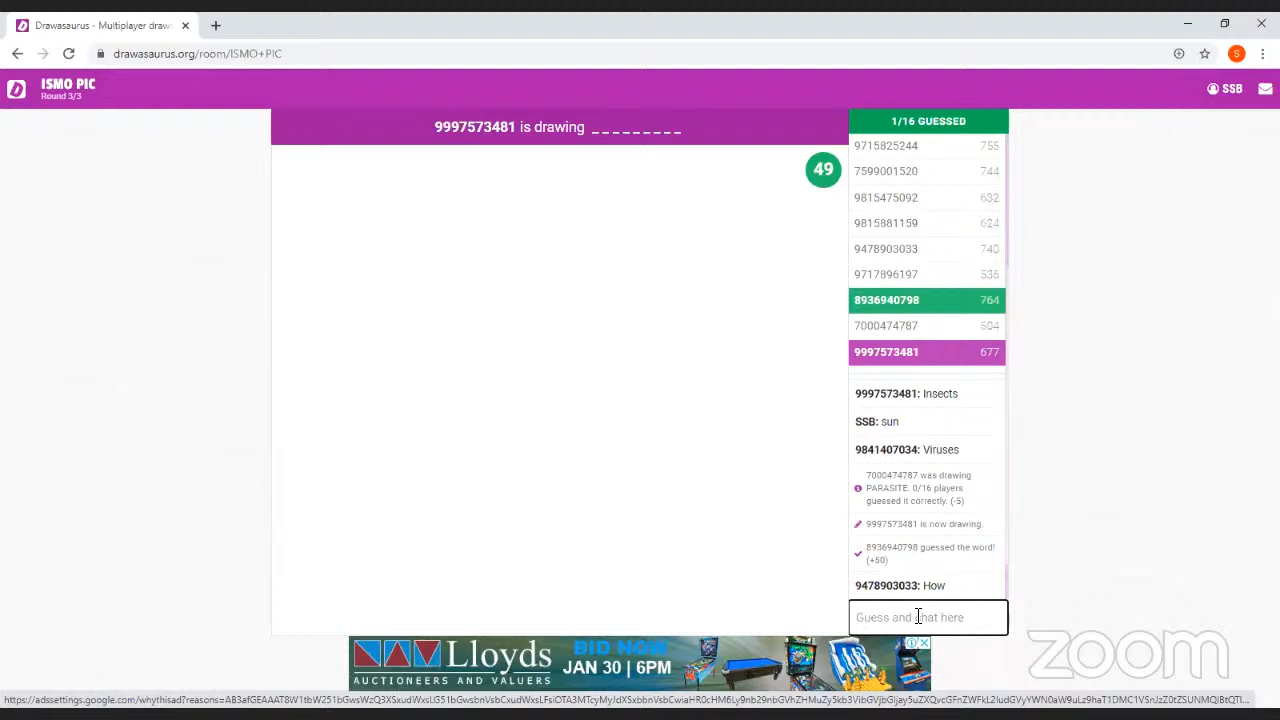 Drawasaurus - Multiplayer draw
drawasaurus.org/room/ISMO+PIC
S
ISMO PIC
Round 3/3
SSB
9997573481 is drawing _ _ _ _ _ _ _ _ _
49
1/16 GUESSED
9715825244 755
7599001520 744
9815475092 632
9815881159 624
9478903033 740
9717896197 536
8936940798 764
7000474787 504
9997573481 677
9997573481: Insects
SSB: sun
9841407034: Viruses
7000474787 was drawing
PARASITE. 0/16 players
guessed it correctly. (-5)
9997573481 is now drawing.
8936940798 guessed the word!
(+50)
9478903033: How
Guess and chat here
Lloyds
AUCTIONEERS AND VALUERS
BID NOW
JAN 30 | 6PM
zoom